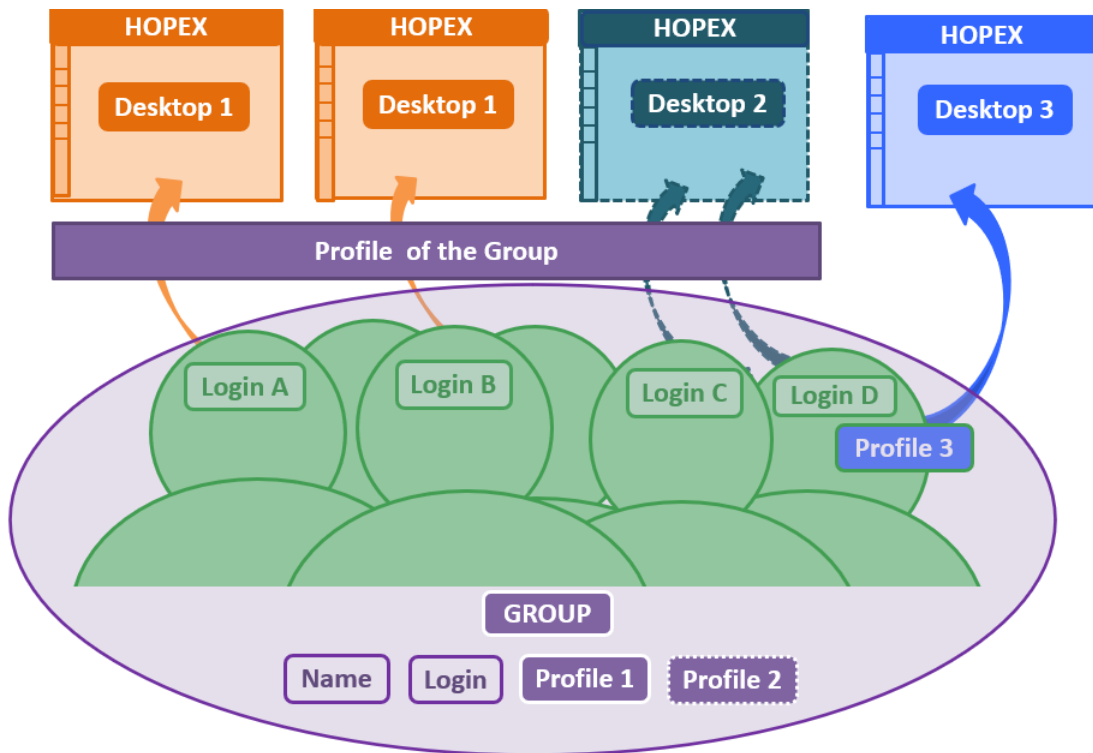 HOPEX
HOPEX
HOPEX
HOPEX
Desktop 1
Desktop 1
Desktop 2
Desktop 3
Profile of the Group
Login A
Login B
Login C
Login D
Profile 3
GROUP
Name
Login
Profile 1
Profile 2